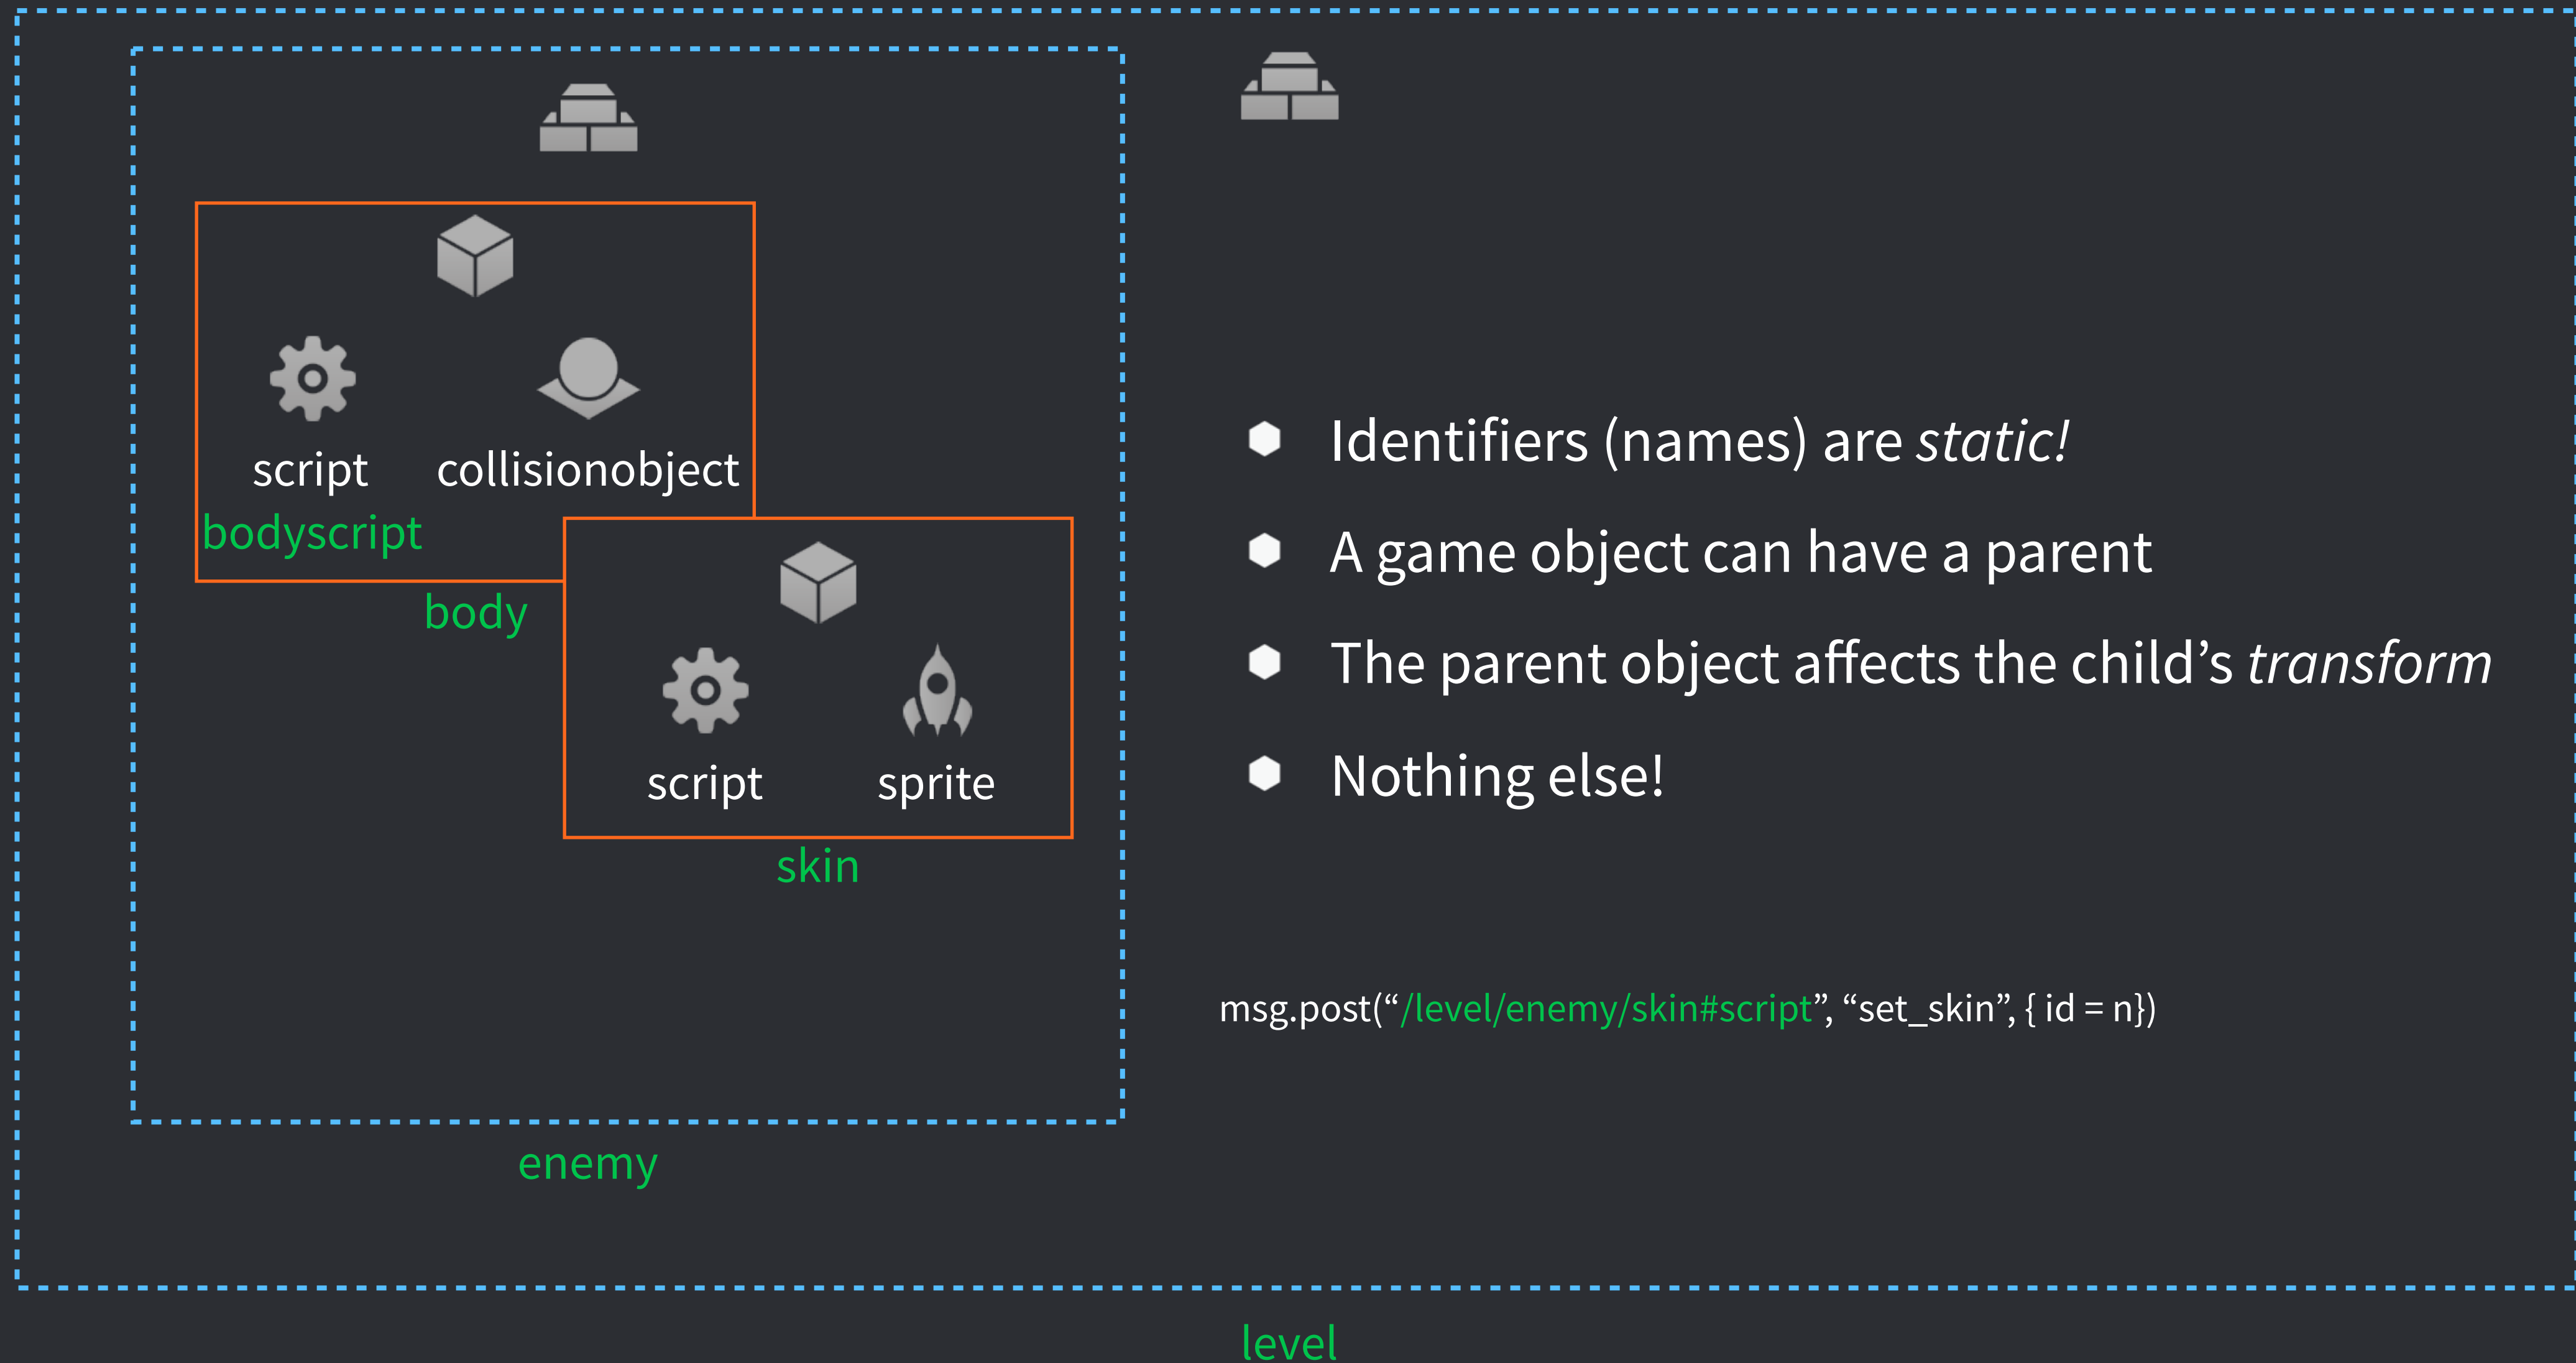 script collisionobject
bodyscript
body
script sprite
skin
enemy
Identifiers (names) are static!
A game object can have a parent
The parent object affects the child’s transform
Nothing else!
msg.post(“/level/enemy/skin#script”, “set_skin”, { id = n})
level